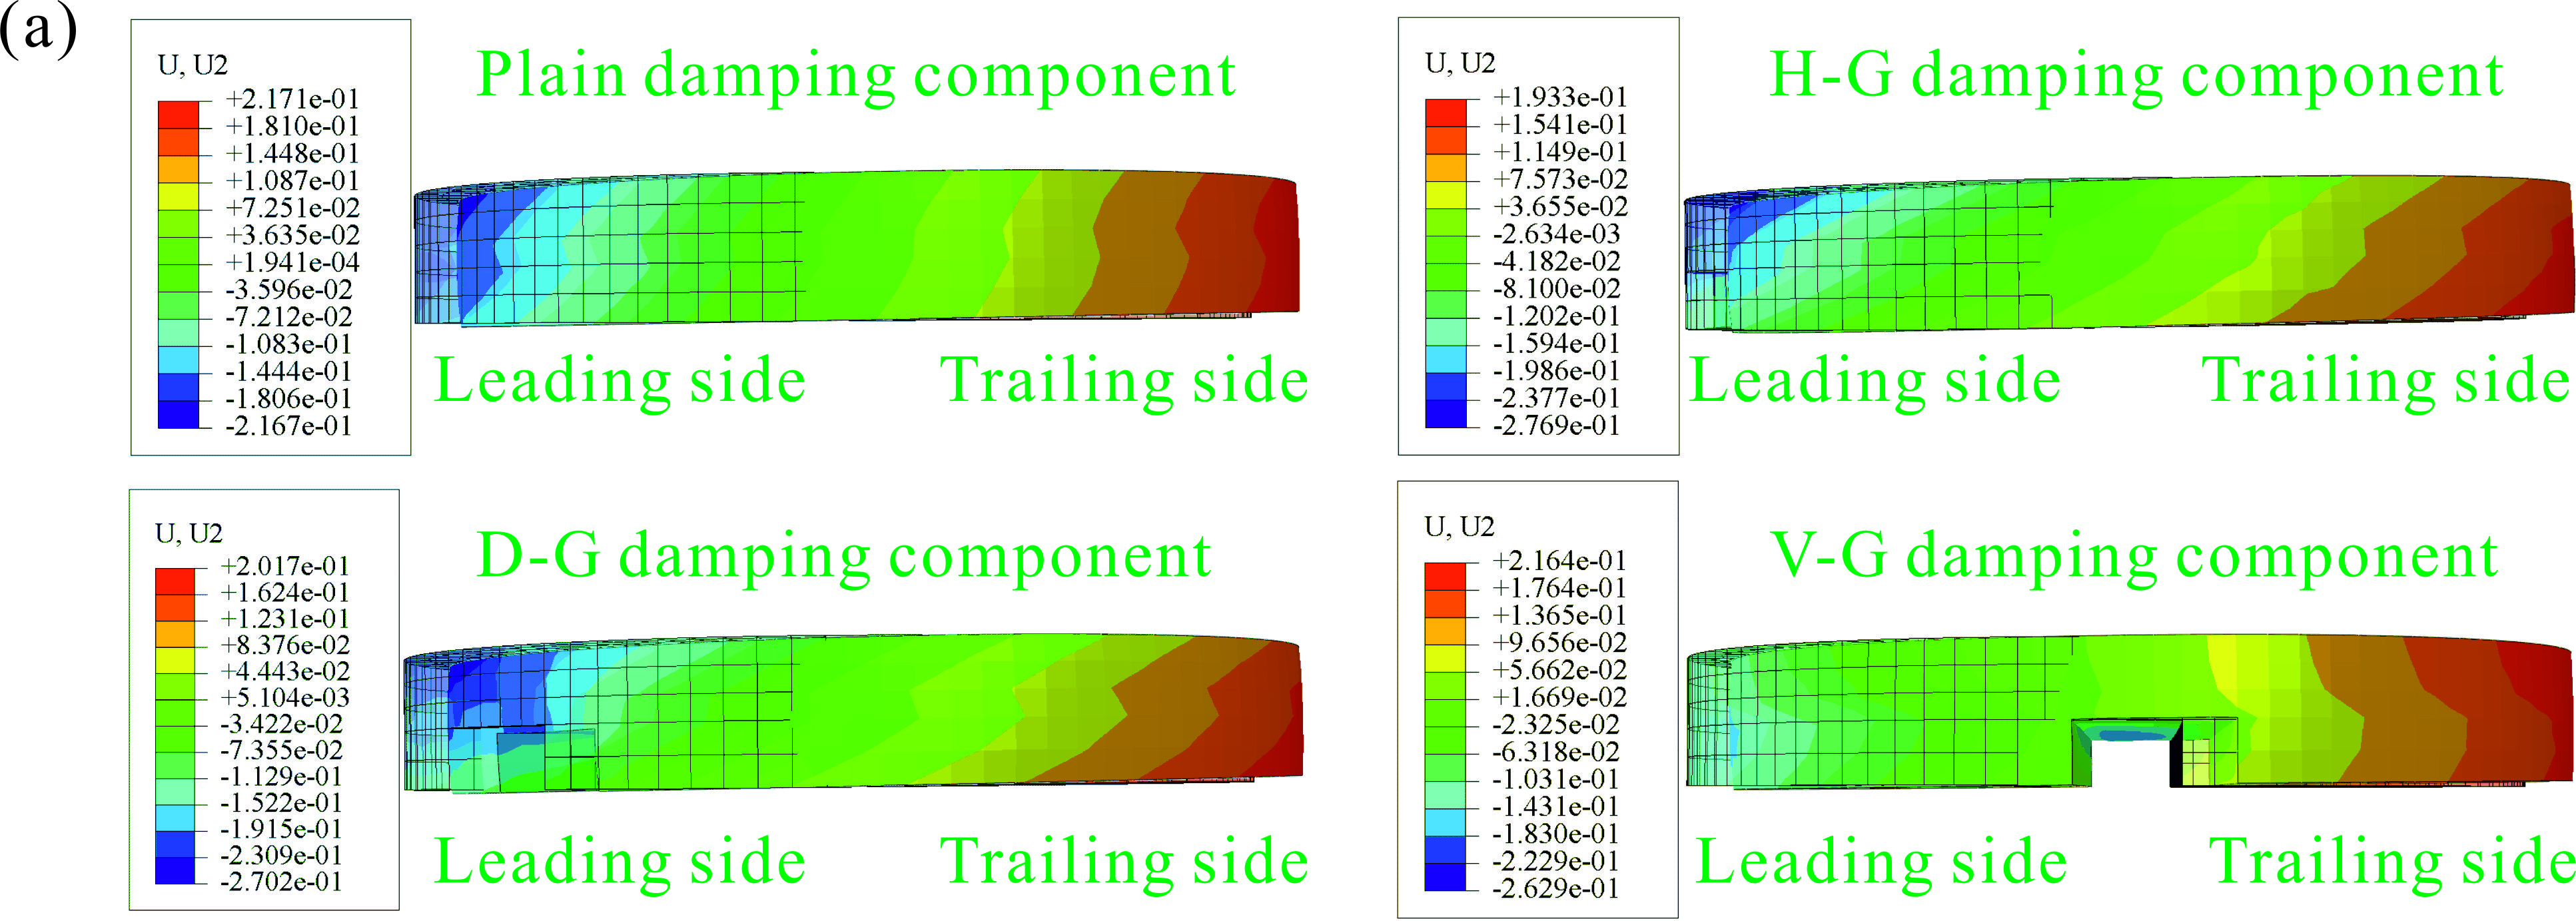 (a)
U, U2
+2.171e-01
+1.810e-01
+1.448e-01
+1.087e-01
+7.251e-02
+3.635e-02
+1.941e-04
-3.596e-02
-7.212e-02
-1.083e-01
-1.444e-01
-1.806e-01
-2.167e-01
Plain damping component
Leading side
Trailing side
U, U2
+1.933e-01
+1.541e-01
+1.149e-01
+7.573e-02
+3.655e-02
-2.634e-03
-4.182e-02
-8.100e-02
-1.202e-01
-1.594e-01
-1.986e-01
-2.377e-01
-2.769e-01
H-G damping component
Leading side
Trailing side
U, U2
+2.017e-01
+1.624e-01
+1.231e-01
+8.376e-02
+4.443e-02
+5.104e-03
-3.422e-02
-7.355e-02
-1.129e-01
-1.522e-01
-1.915e-01
-2.309e-01
-2.702e-01
D-G damping component
Leading side
Trailing side
U, U2
+2.164e-01
+1.764e-01
+1.365e-01
+9.656e-02
+5.662e-02
+1.669e-02
-2.325e-02
-6.318e-02
-1.031e-01
-1.431e-01
-1.830e-01
-2.229e-01
-2.629e-01
V-G damping component
Leading side
Trailing side